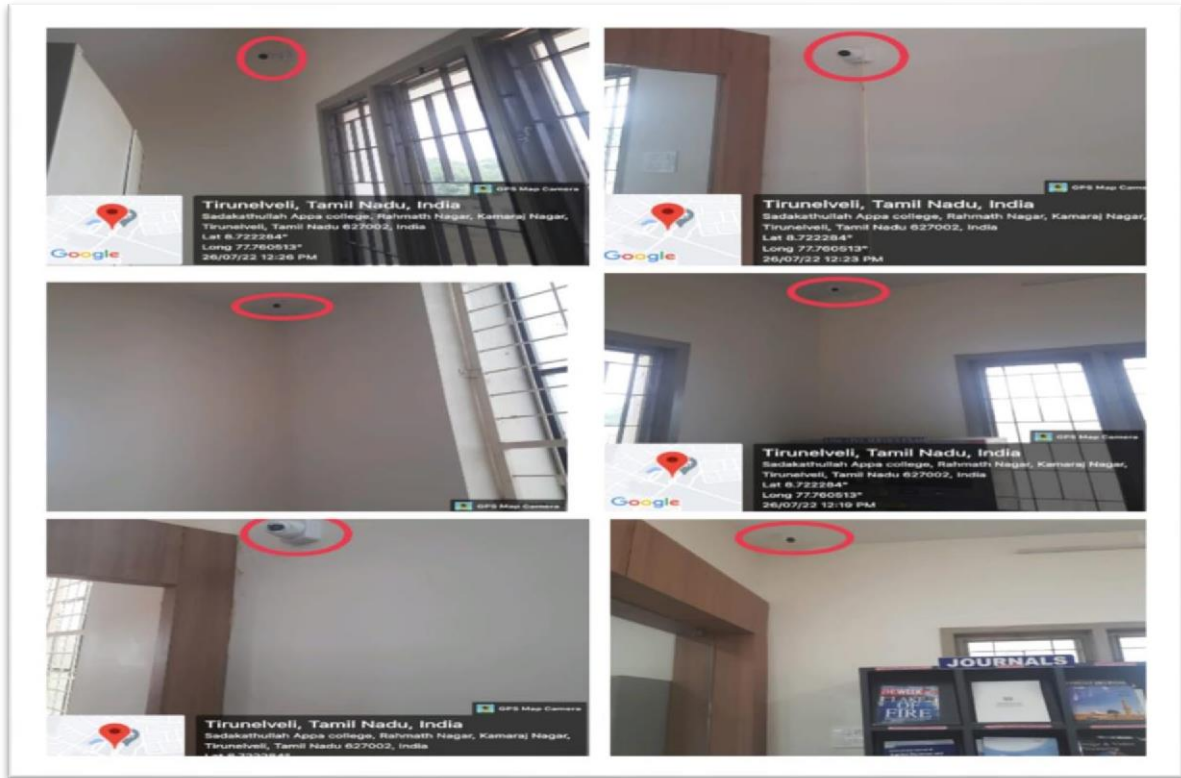 GPS Map Camera
Tirunelveli, Tamil Nadu, India
Sadakathullah Appa college, Rahmath Nagar, Kamaraj Nagar,
Tirunelveli, Tamil Nadu 627002, India
Lat 8.722284°
Long 77.760513°
26/07/22 12:26 PM
Google
GPS Map Came
Tirunelveli, Tamil Nadu, India
Sadakathullah Appa college, Rahmath Nagar, Kamaraj Nagar,
Tirunelveli, Tamil Nadu 627002, India
Lat 8.722284°
Long 77.760513°
26/07/22 12:23 PM
Google
GPS Map Camera
GPS Map Camera
Tirunelveli, Tamil Nadu, India
Sadakathullah Appa college, Rahmath Nagar, Kamaraj Nagar,
Tirunelveli, Tamil Nadu 627002, India
Lat 8.722284°
Long 77.760513°
26/07/22 12:19 PM
Google
GPS Map Camera
Tirunelveli, Tamil Nadu, India
Sadakathullah Appa college, Rahmath Nagar, Kamaraj Nagar,
Tirunelveli, Tamil Nadu 627002, India
Lat 8.722284°
JOURNALS
THE WEEK
FIRE